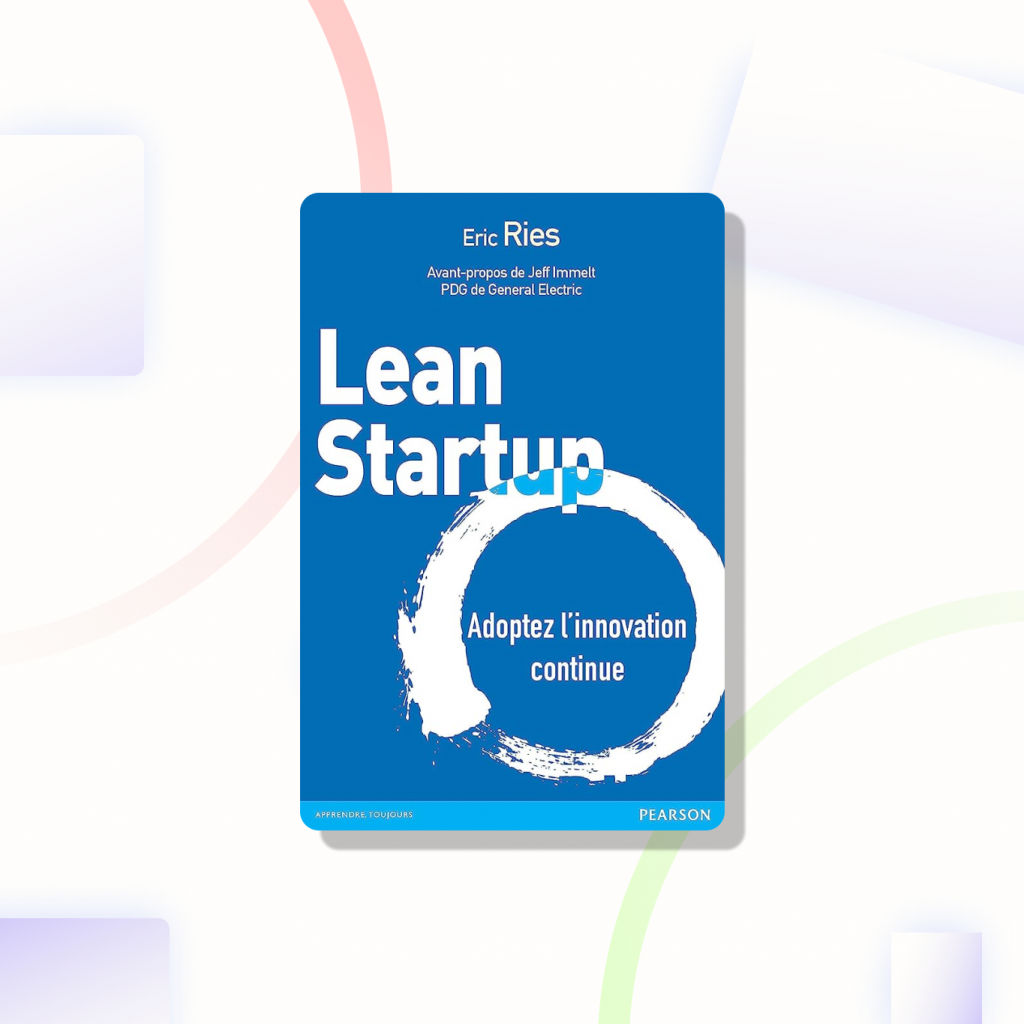 Eric Ries
Avant-propos de Jeff Immelt
PDG de General Electric
Lean
Startup
Adoptez l'innovation
continue
APPRENDRE, TOUJOURS
PEARSON